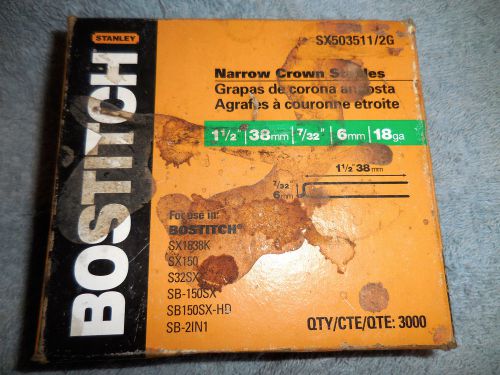 STANLEY
BOSTITCH
SX503511/2G
Narrow Crown Staples
Grapas de corona angosta
Agrafes à couronne étroite
1 1/2" 38mm 7/32" 6mm 18ga
1 1/2" 38mm
7/32"
6mm
For use in:
BOSTITCH®
SX1838K
SX150
S32SX
SB-150SX
SB150SX-HD
SB-2IN1
QTY/CTE/QTE: 3000